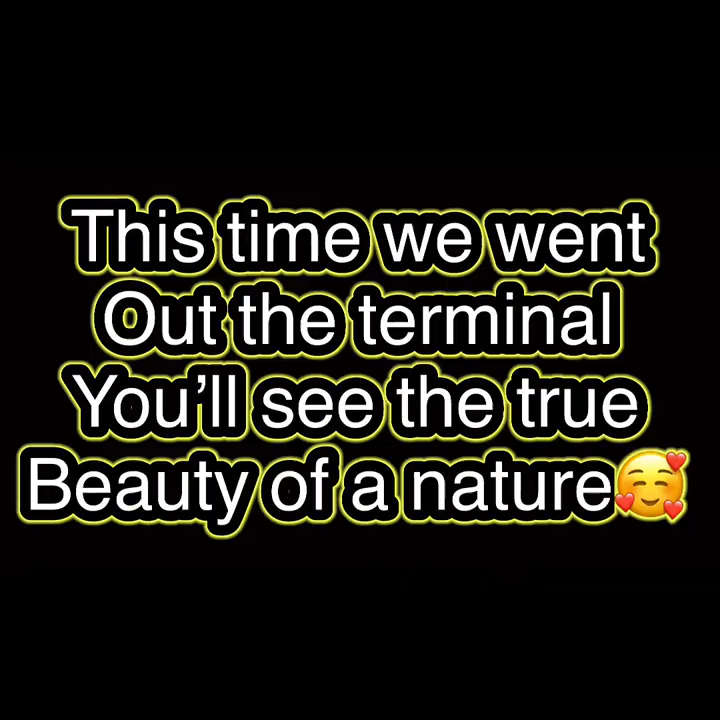 This time we went
Out the terminal
You’ll see the true
Beauty of a nature🥰